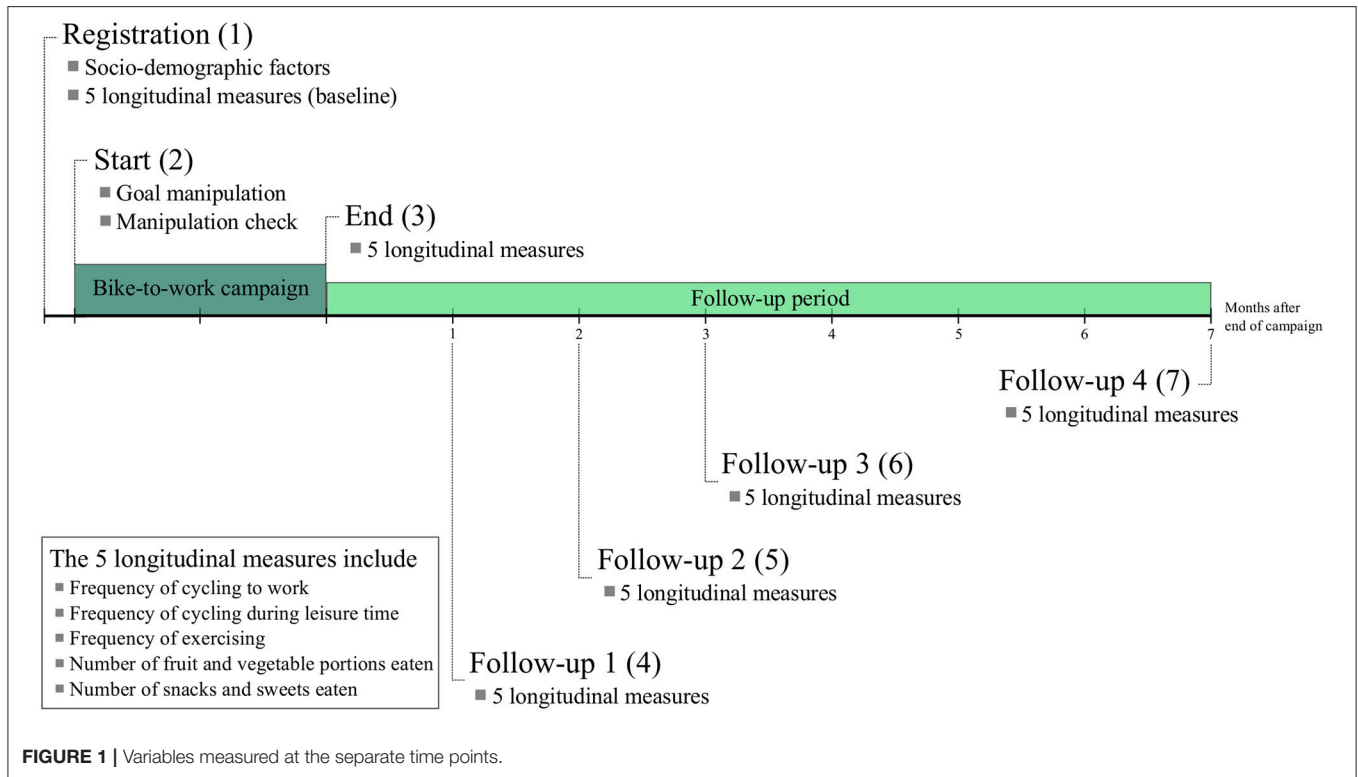 Registration (1)
Socio-demographic factors
5 longitudinal measures (baseline)
Start (2)
Goal manipulation
Manipulation check
End (3)
5 longitudinal measures
Bike-to-work campaign
Follow-up period
1
2
3
4
5
6
7
Months after
end of campaign
Follow-up 4 (7)
5 longitudinal measures
Follow-up 3 (6)
5 longitudinal measures
Follow-up 2 (5)
5 longitudinal measures
Follow-up 1 (4)
5 longitudinal measures
The 5 longitudinal measures include
Frequency of cycling to work
Frequency of cycling during leisure time
Frequency of exercising
Number of fruit and vegetable portions eaten
Number of snacks and sweets eaten
FIGURE 1 | Variables measured at the separate time points.